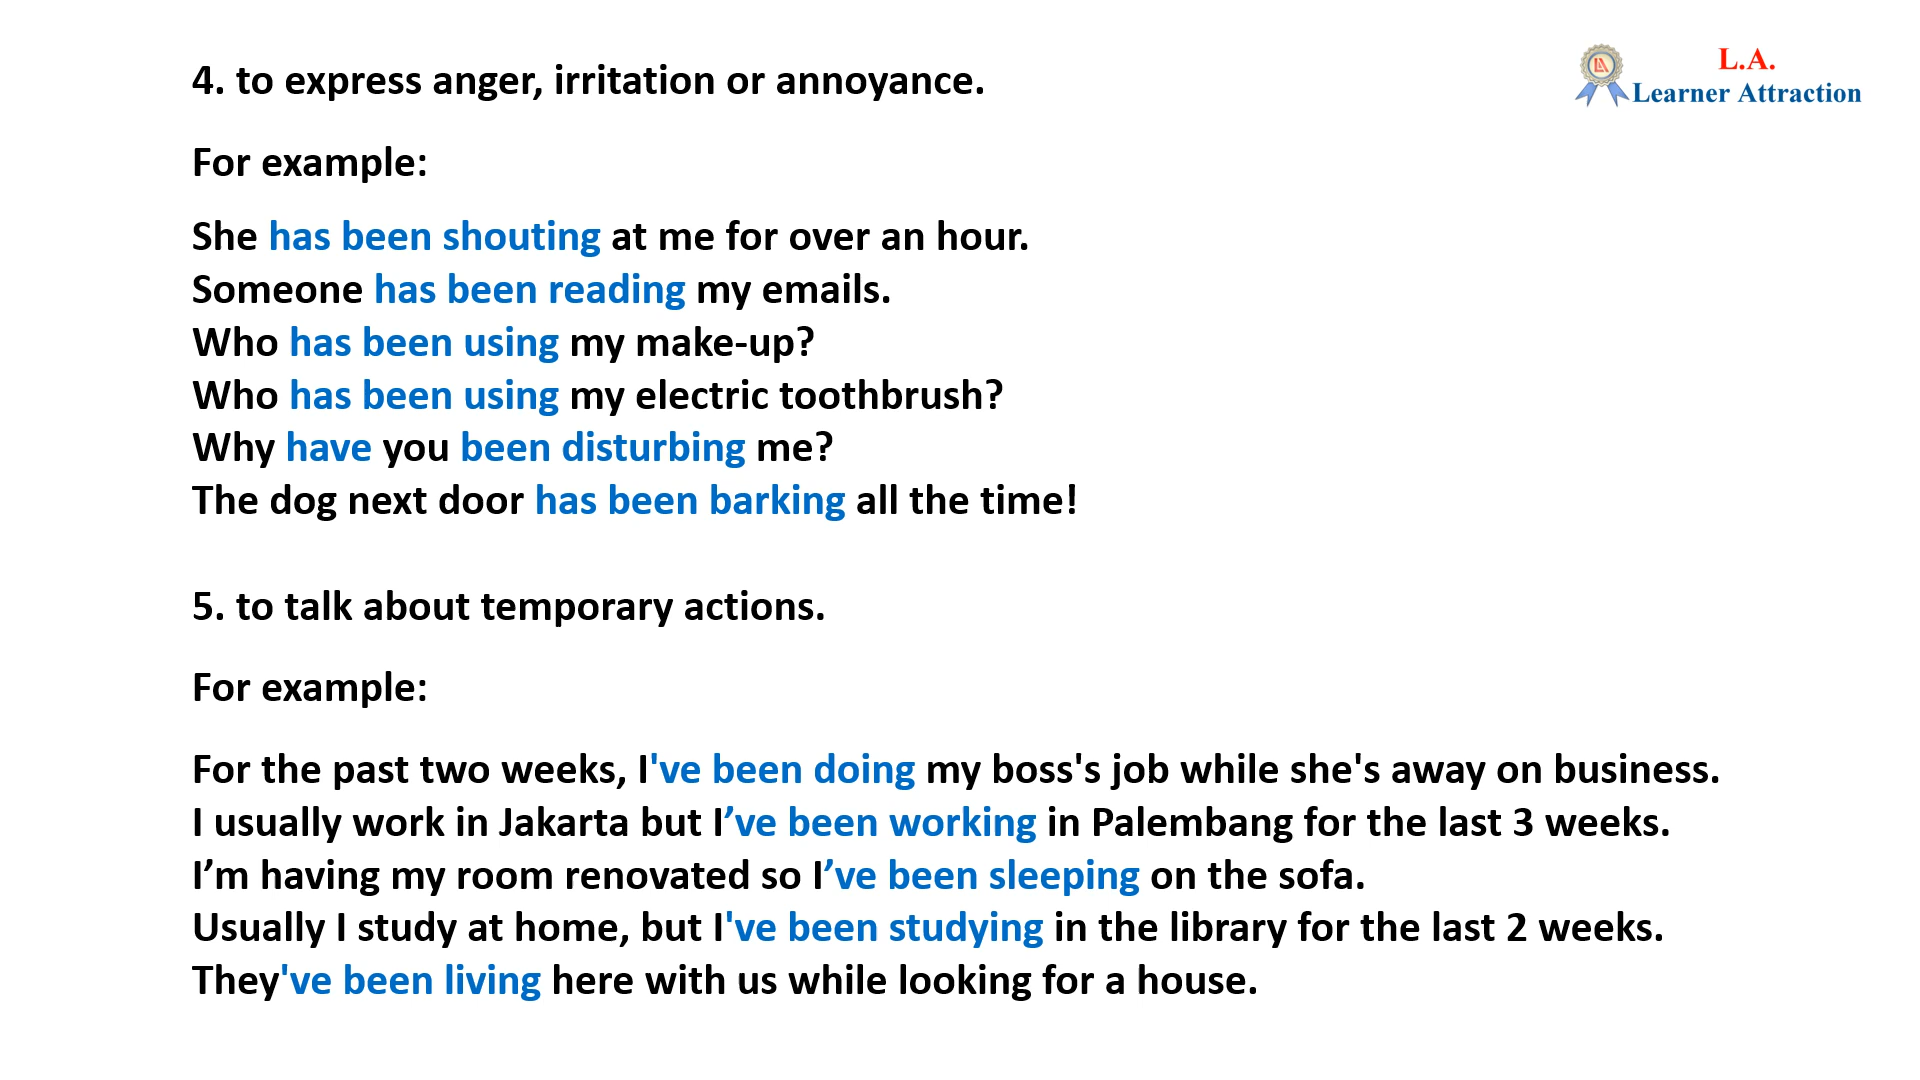 4. to express anger, irritation or annoyance.
L.A.
Learner Attraction
For example:
She has been shouting at me for over an hour.
Someone has been reading my emails.
Who has been using my make-up?
Who has been using my electric toothbrush?
Why have you been disturbing me?
The dog next door has been barking all the time!
5. to talk about temporary actions.
For example:
For the past two weeks, I've been doing my boss's job while she's away on business.
I usually work in Jakarta but I’ve been working in Palembang for the last 3 weeks.
I’m having my room renovated so I’ve been sleeping on the sofa.
Usually I study at home, but I've been studying in the library for the last 2 weeks.
They've been living here with us while looking for a house.